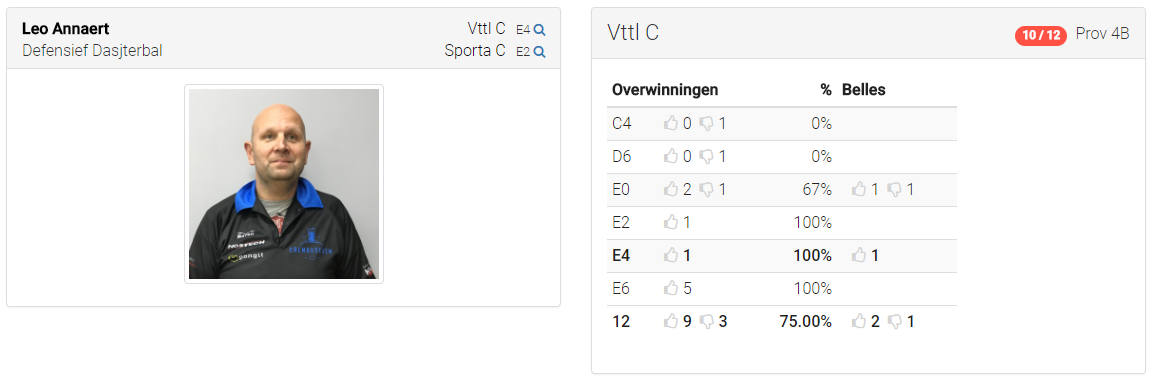 Leo Annaert
Vttl C E4
Defensief Dasjterbal
Sporta C E2
NOSTECH
Vttl C
10 / 12 Prov 4B
Overwinningen % Belles
C4 0 1 0%
D6 0 1 0%
E0 2 1 67% 1 1
E2 1 100%
E4 1 100% 1
E6 5 100%
12 9 3 75.00% 2 1